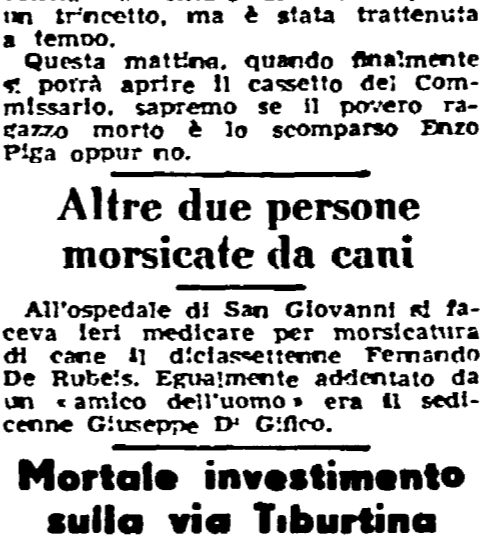 un trincetto, ma è stata trattenuta
a tempo.
Questa mattina, quando finalmente
si potrà aprire il cassetto del Com-
missario, sapremo se il povero ra-
gazzo morto è lo scomparso Enzo
Piga oppur no.
Altre due persone
morsicate da cani
All'ospedale di San Giovanni si fa-
ceva ieri medicare per morsicatura
di cane il diciassettenne Fernando
De Rubeis. Egualmente addentato da
un « amico dell'uomo » era il sedi-
cenne Giuseppe Di Gifico.
Mortale investimento
sulla via Tiburtina